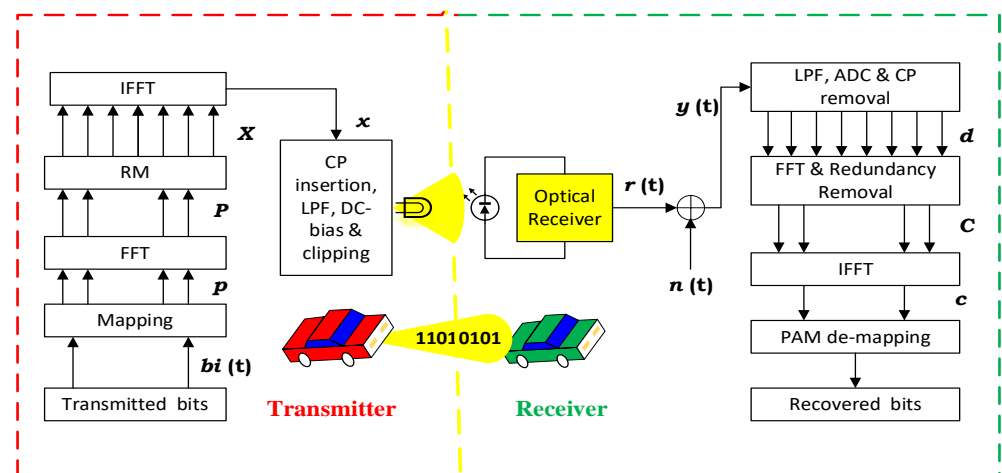 IFFT
X
x
RM
P
FFT
p
Mapping
bi (t)
Transmitted bits
CP
insertion,
LPF, DC-
bias &
clipping
11010101
Transmitter
Receiver
Optical
Receiver
r (t)
n (t)
y (t)
LPF, ADC & CP
removal
d
FFT & Redundancy
Removal
C
IFFT
c
PAM de-mapping
Recovered bits